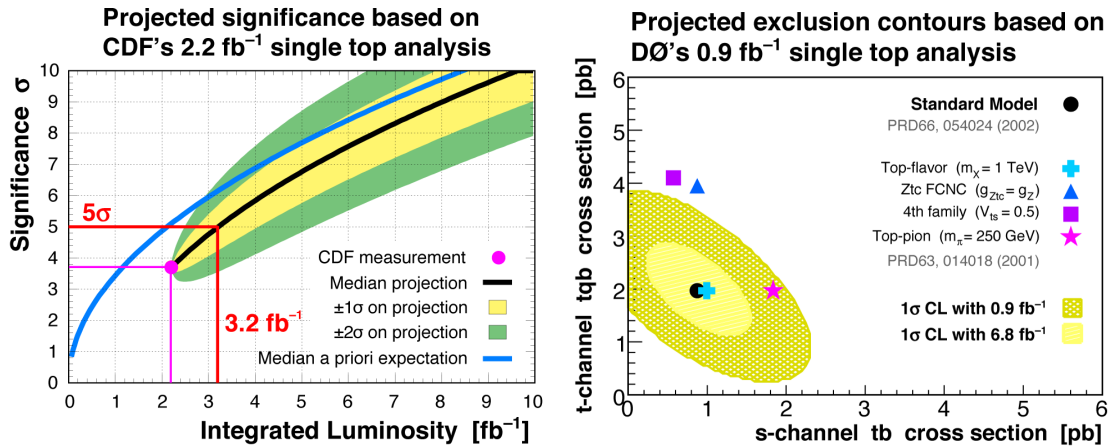 Projected significance based on
CDF's 2.2 fb⁻¹ single top analysis
Significance σ
10
9
8
7
6
5
4
3
2
1
0
5σ
3.2 fb⁻¹
CDF measurement
Median projection
±1σ on projection
±2σ on projection
Median a priori expectation
0 1 2 3 4 5 6 7 8 9 10
Integrated Luminosity [fb⁻¹]
Projected exclusion contours based on
DØ's 0.9 fb⁻¹ single top analysis
t-channel tqb cross section [pb]
6
5
4
3
2
1
0
Standard Model
PRD66, 054024 (2002)
Top-flavor (mₓ = 1 TeV)
Ztc FCNC (g_Ztc = g_Z)
4th family (V_ts = 0.5)
Top-pion (m_π = 250 GeV)
PRD63, 014018 (2001)
1σ CL with 0.9 fb⁻¹
1σ CL with 6.8 fb⁻¹
0 1 2 3 4 5 6
s-channel tb cross section [pb]